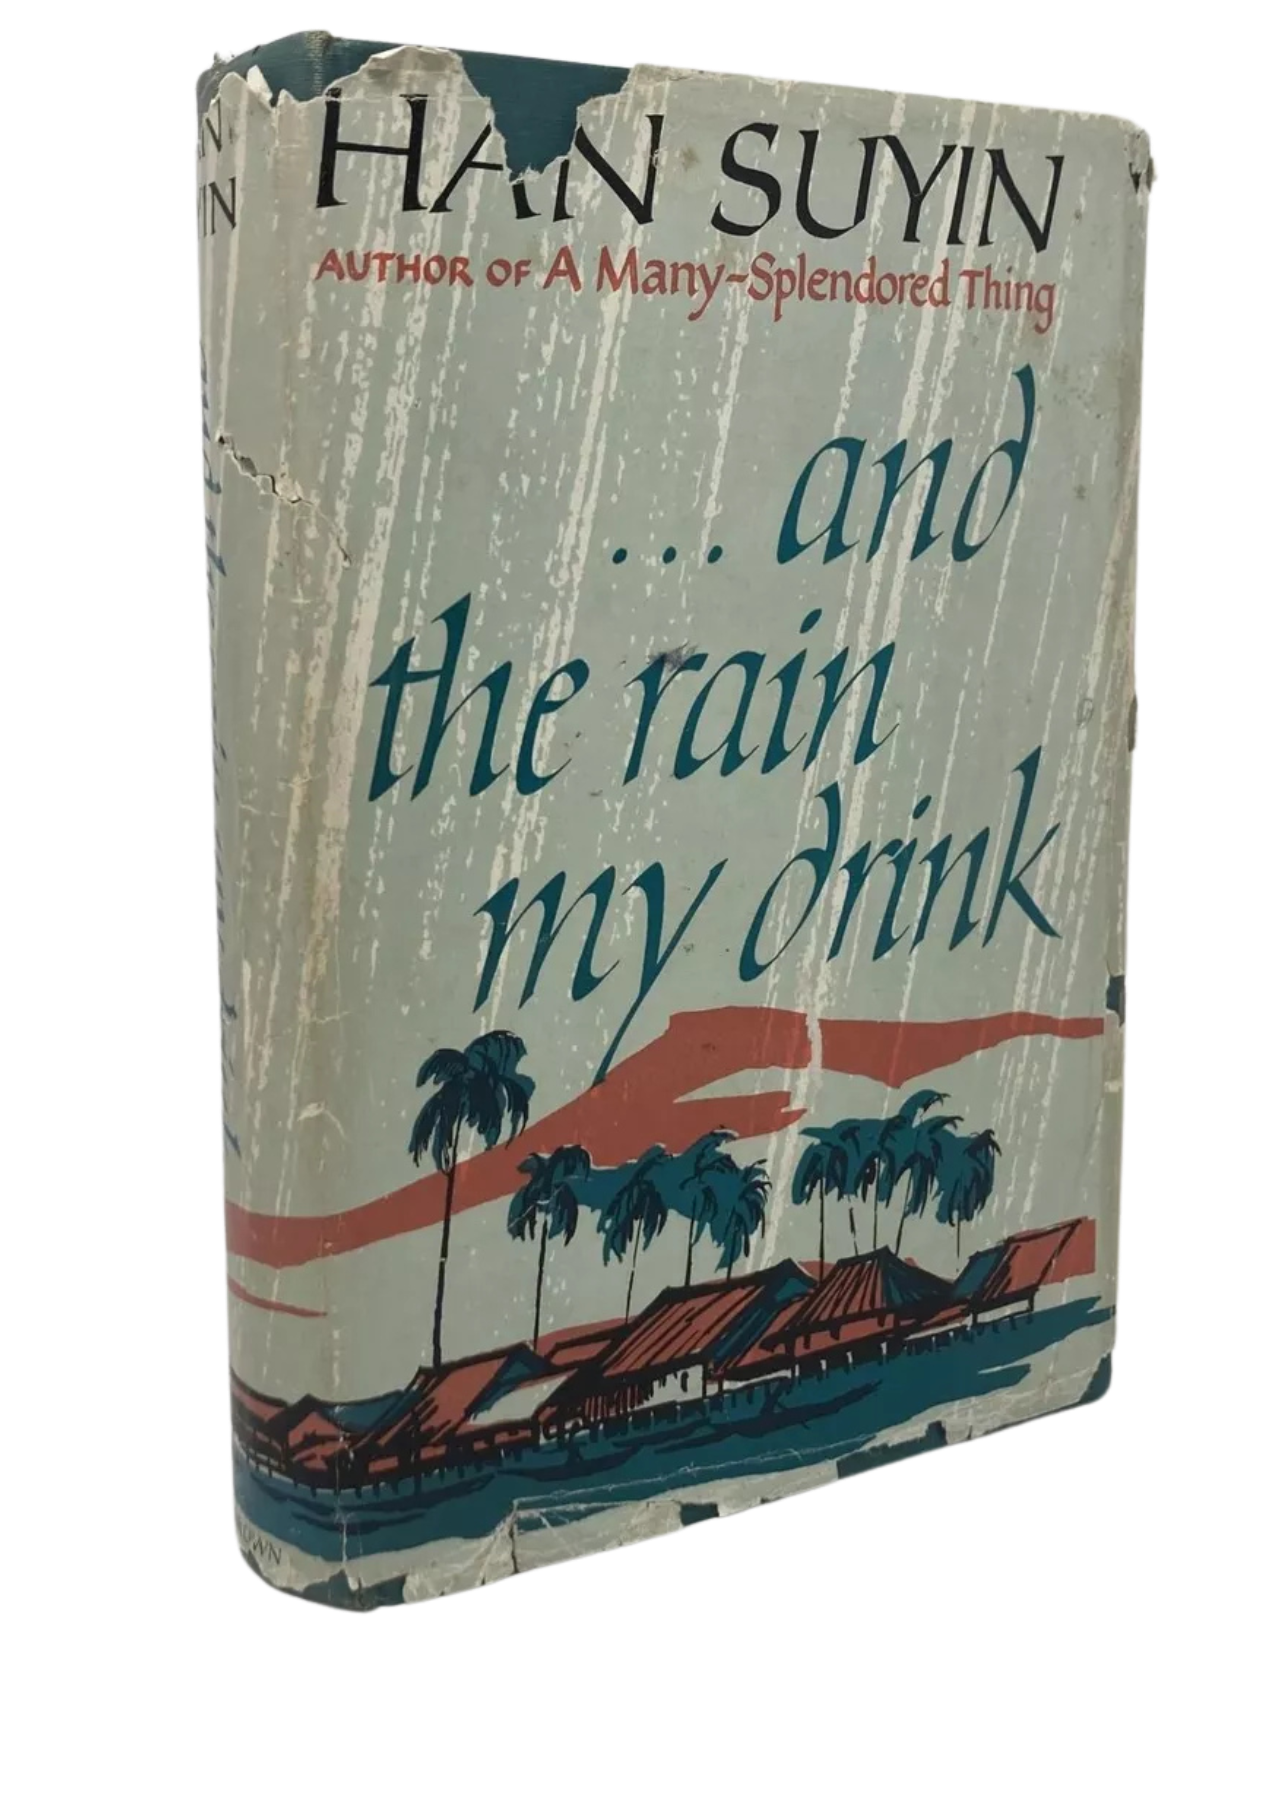 HAN SUYIN
AUTHOR OF A Many-Splendored Thing
... and
the rain
my drink